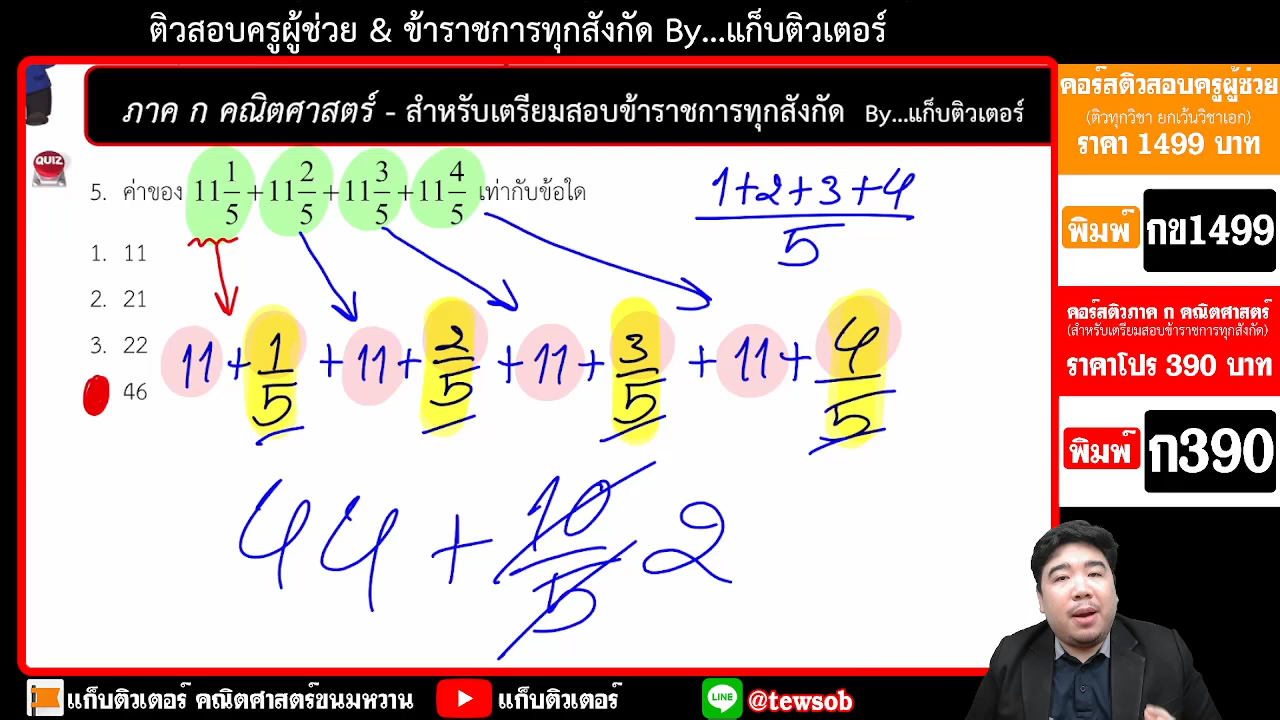 ติวสอบครูผู้ช่วย & ข้าราชการทุกสังกัด By...แก็บติวเตอร์
ภาค ก คณิตศาสตร์ - สำหรับเตรียมสอบข้าราชการทุกสังกัด By...แก็บติวเตอร์
QUIZ
5. ค่าของ 11 1/5 + 11 2/5 + 11 3/5 + 11 4/5 เท่ากับข้อใด
1+2+3+4
5
1. 11
2. 21
3. 22
46
11 + 1/5 + 11 + 2/5 + 11 + 3/5 + 11 + 4/5
44 + 10/5 2
คอร์สติวสอบครูผู้ช่วย
(ติวทุกวิชา ยกเว้นวิชาเอก)
ราคา 1499 บาท
พิมพ์ กข1499
คอร์สติวภาค ก คณิตศาสตร์
(สำหรับเตรียมสอบข้าราชการทุกสังกัด)
ราคาโปร 390 บาท
พิมพ์ ก390
แก็บติวเตอร์ คณิตศาสตร์ขนมหวาน แก็บติวเตอร์ LINE @tewsob